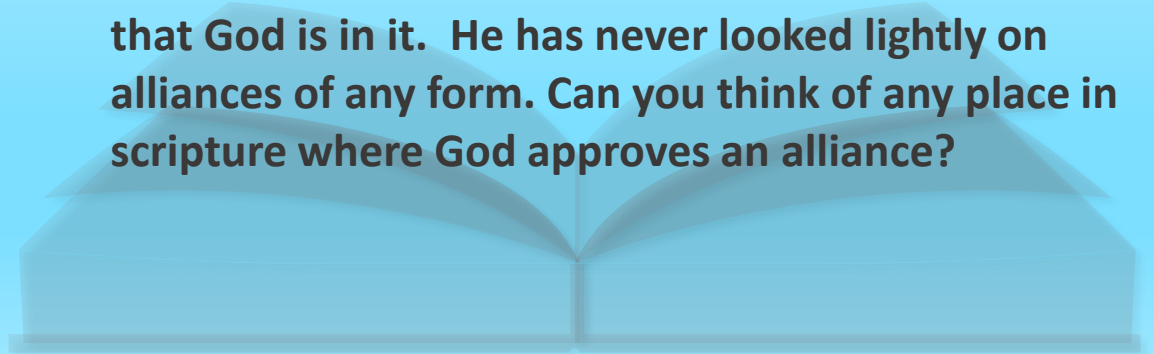 that God is in it.  He has never looked lightly on
alliances of any form. Can you think of any place in
scripture where God approves an alliance?